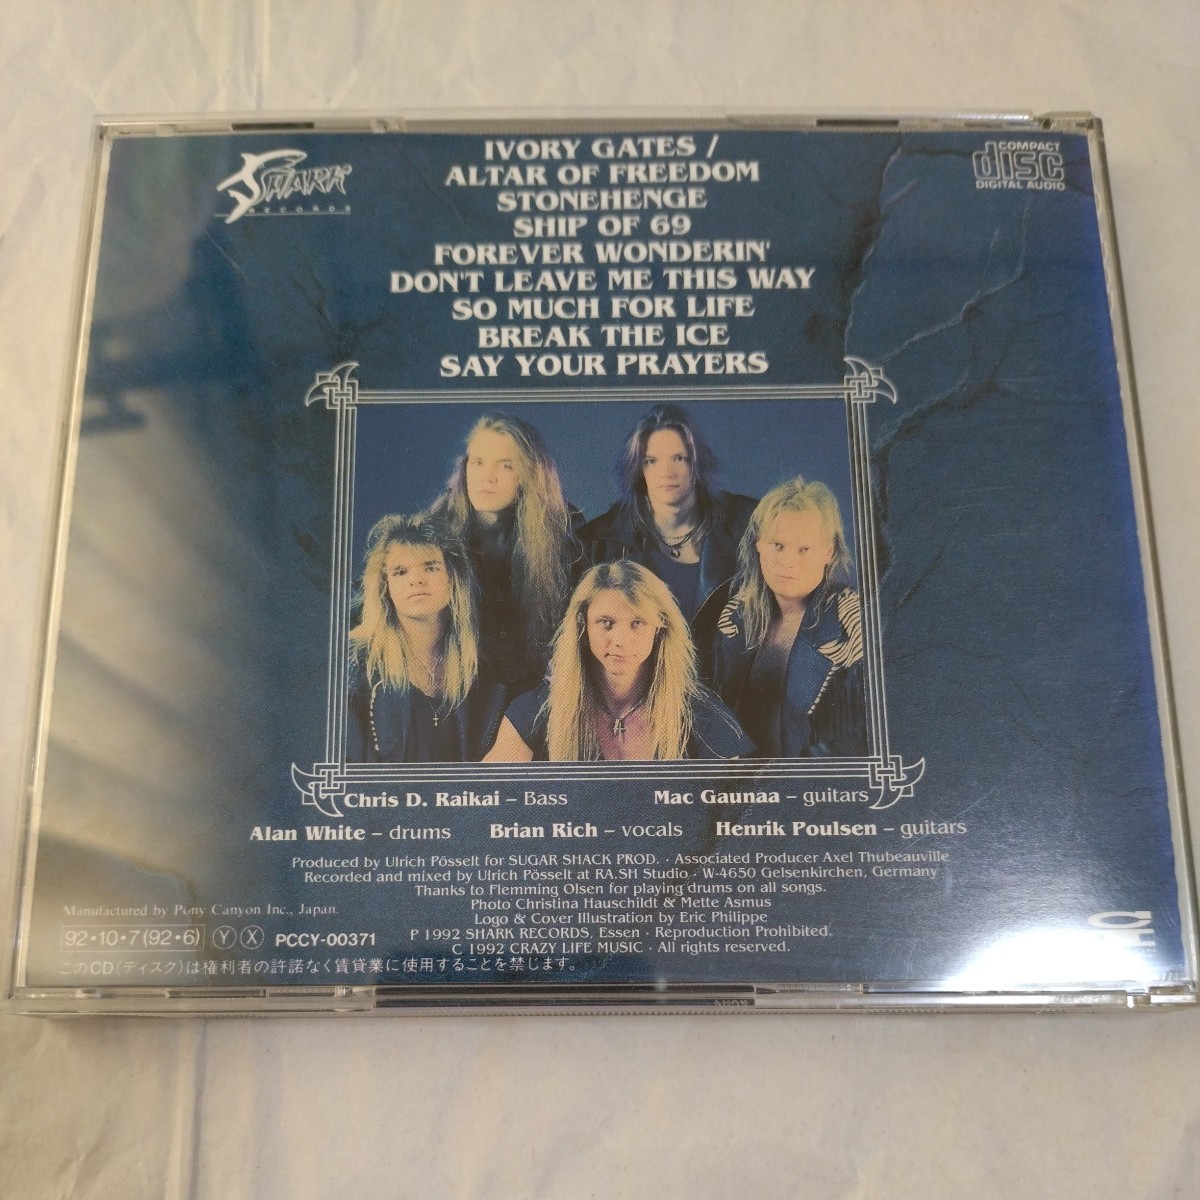 SHARK
RECORDS
IVORY GATES /
ALTAR OF FREEDOM
STONEHENGE
SHIP OF 69
FOREVER WONDERIN'
DON'T LEAVE ME THIS WAY
SO MUCH FOR LIFE
BREAK THE ICE
SAY YOUR PRAYERS
COMPACT
disc
DIGITAL AUDIO
Chris D. Raikai – Bass
Mac Gaunaa – guitars
Alan White – drums
Brian Rich – vocals
Henrik Poulsen – guitars
Produced by Ulrich Pösselt for SUGAR SHACK PROD. · Associated Producer Axel Thubeauville
Recorded and mixed by Ulrich Pösselt at RA.SH Studio · W-4650 Gelsenkirchen, Germany
Thanks to Flemming Olsen for playing drums on all songs.
Photo Christina Hauschildt & Mette Asmus
Logo & Cover Illustration by Eric Philippe
P 1992 SHARK RECORDS, Essen · Reproduction Prohibited.
C 1992 CRAZY LIFE MUSIC · All rights reserved.
Manufactured by Pony Canyon Inc., Japan.
92・10・7(92・6) Y X PCCY-00371
このCD(ディスク)は権利者の許諾なく賃貸業に使用することを禁じます。